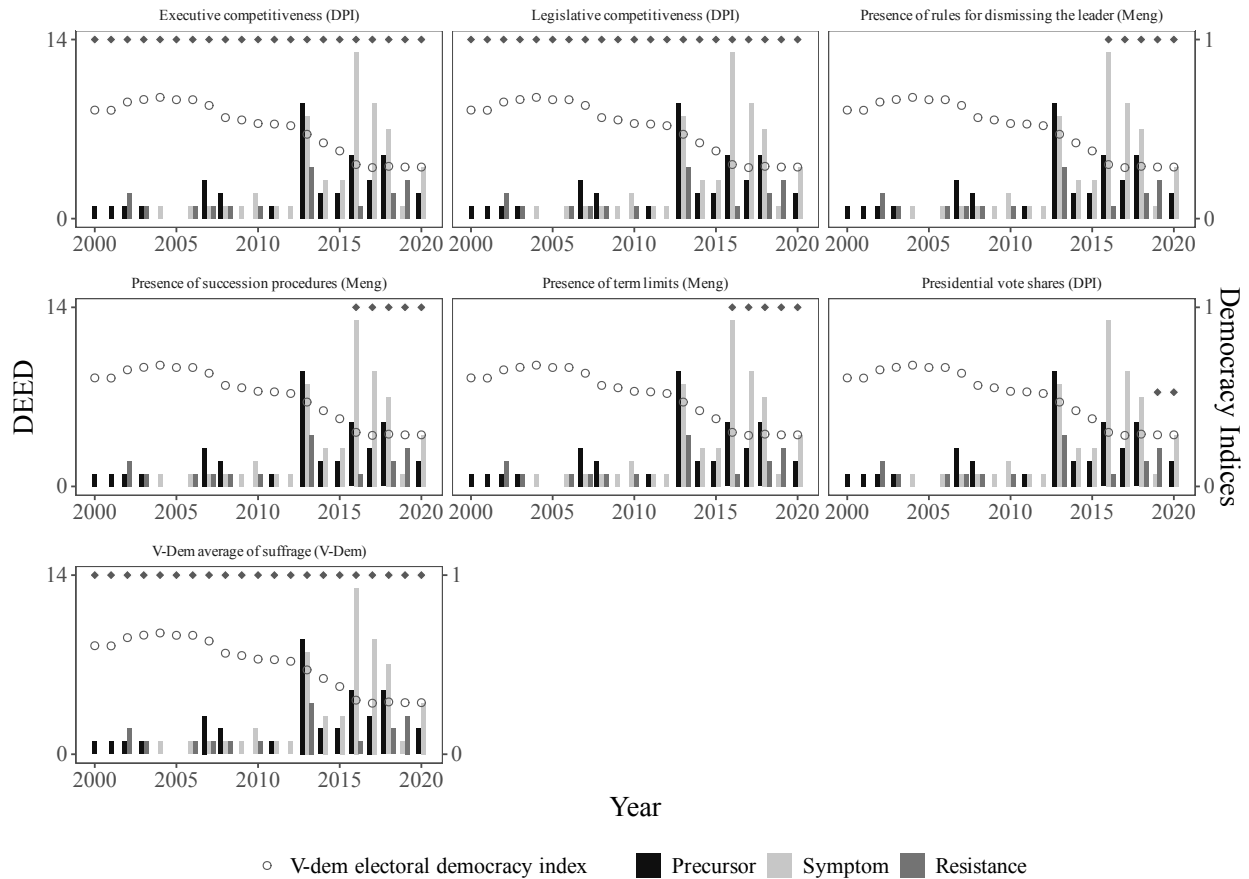 Executive competitiveness (DPI)
Legislative competitiveness (DPI)
Presence of rules for dismissing the leader (Meng)
14
1
0
0
2000 2005 2010 2015 2020
2000 2005 2010 2015 2020
2000 2005 2010 2015 2020
Presence of succession procedures (Meng)
Presence of term limits (Meng)
Presidential vote shares (DPI)
14
1
0
0
2000 2005 2010 2015 2020
2000 2005 2010 2015 2020
2000 2005 2010 2015 2020
DEED
Democracy Indices
V-Dem average of suffrage (V-Dem)
14
1
0
0
2000 2005 2010 2015 2020
Year
V-dem electoral democracy index
Precursor
Symptom
Resistance